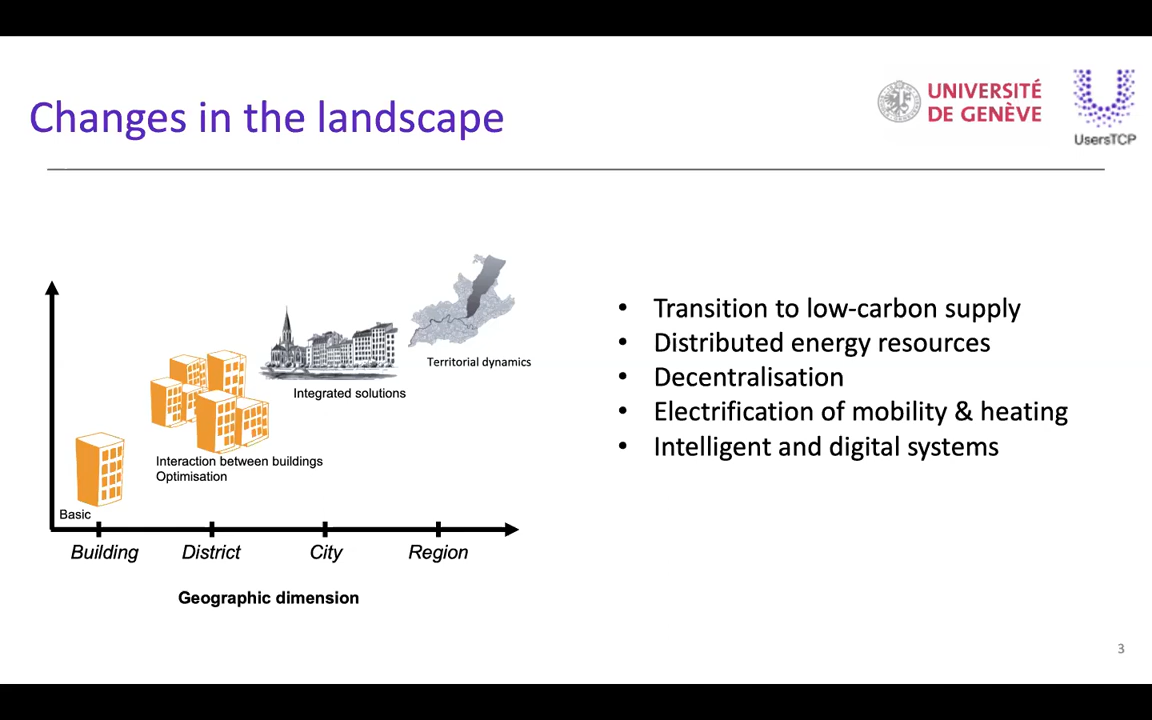 Changes in the landscape
UNIVERSITÉ
DE GENÈVE
UsersTCP
Territorial dynamics
Integrated solutions
Interaction between buildings
Optimisation
Basic
Building District City Region
Geographic dimension
• Transition to low-carbon supply
• Distributed energy resources
• Decentralisation
• Electrification of mobility & heating
• Intelligent and digital systems
3